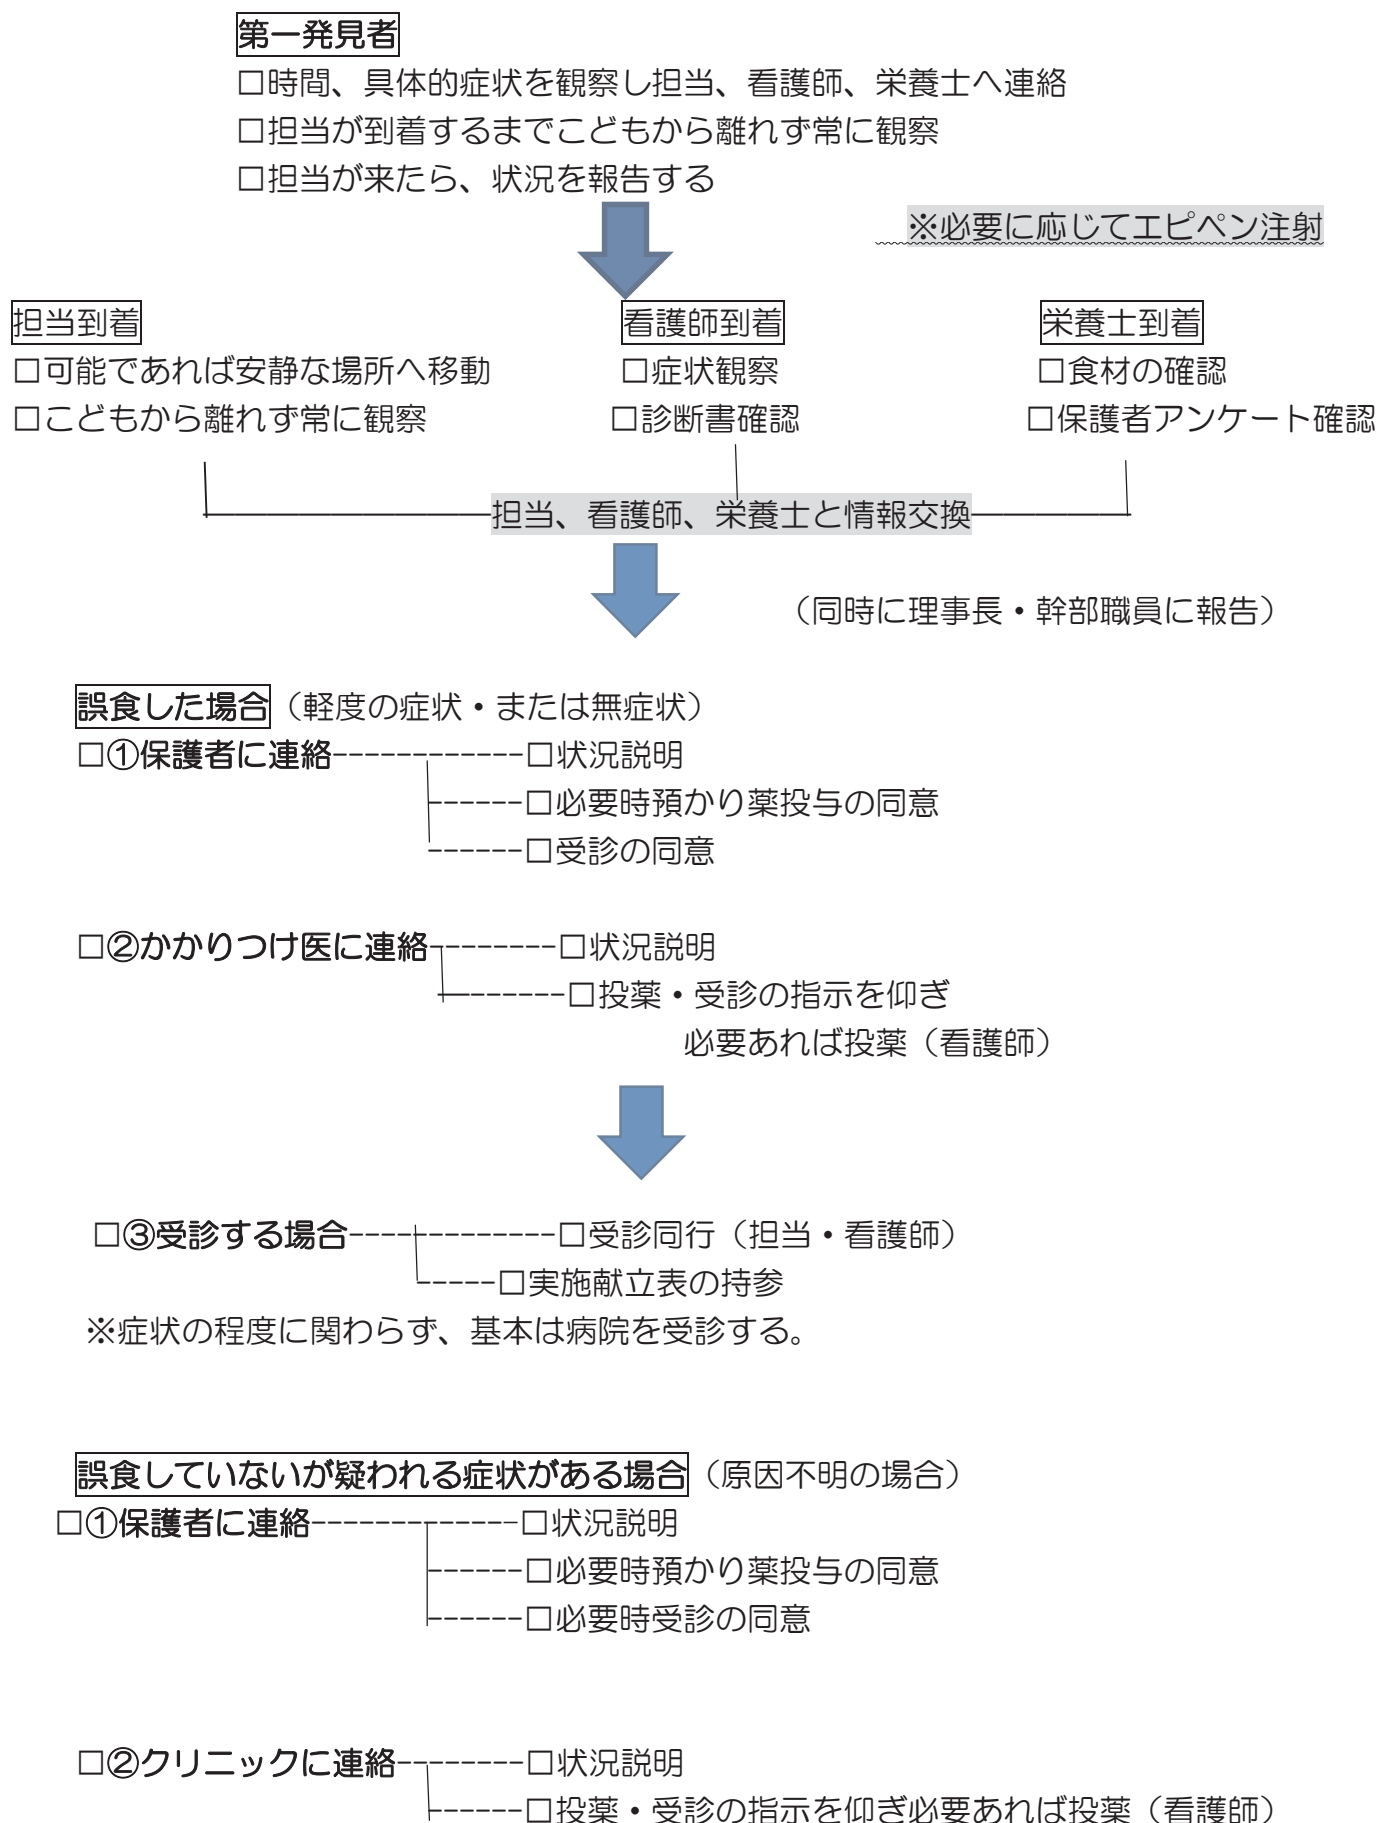 第一発見者
□時間、具体的症状を観察し担当、看護師、栄養士へ連絡
□担当が到着するまでこどもから離れず常に観察
□担当が来たら、状況を報告する
※必要に応じてエピペン注射
担当到着 看護師到着 栄養士到着
□可能であれば安静な場所へ移動 □症状観察 □食材の確認
□こどもから離れず常に観察 □診断書確認 □保護者アンケート確認
担当、看護師、栄養士と情報交換
（同時に理事長・幹部職員に報告）
誤食した場合（軽度の症状・または無症状）
□①保護者に連絡------------□状況説明
------□必要時預かり薬投与の同意
------□受診の同意
□②かかりつけ医に連絡--------□状況説明
--------□投薬・受診の指示を仰ぎ
必要あれば投薬（看護師）
□③受診する場合-------------□受診同行（担当・看護師）
-----□実施献立表の持参
※症状の程度に関わらず、基本は病院を受診する。
誤食していないが疑われる症状がある場合（原因不明の場合）
□①保護者に連絡-------------□状況説明
------□必要時預かり薬投与の同意
------□必要時受診の同意
□②クリニックに連絡--------□状況説明
------□投薬・受診の指示を仰ぎ必要あれば投薬（看護師）